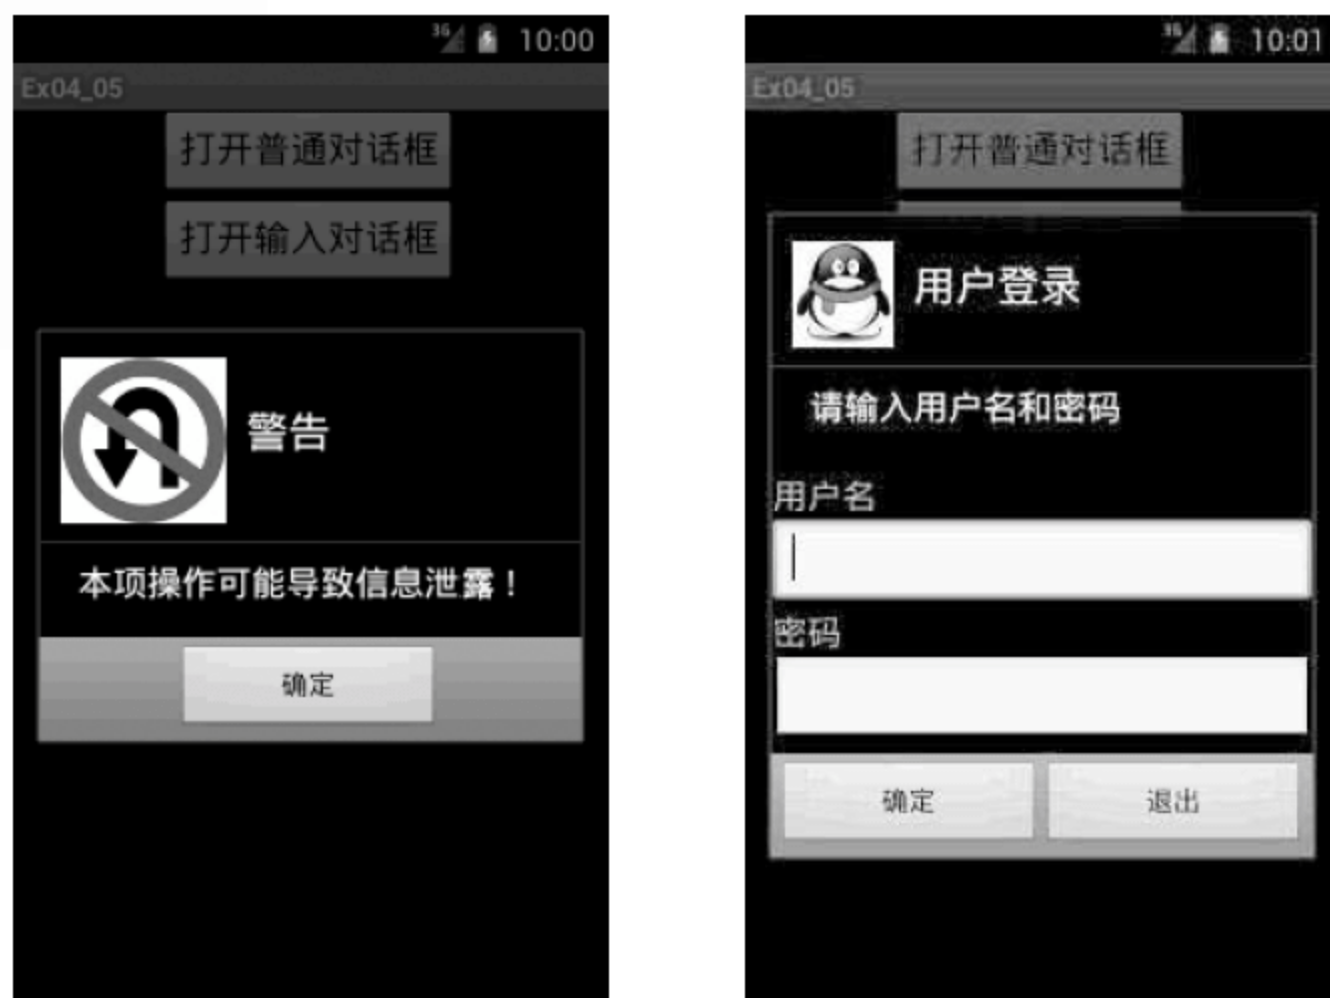 3G 10:00
Ex04_05
打开普通对话框
打开输入对话框
警告
本项操作可能导致信息泄露！
确定
3G 10:01
Ex04_05
打开普通对话框
用户登录
请输入用户名和密码
用户名
密码
确定 退出